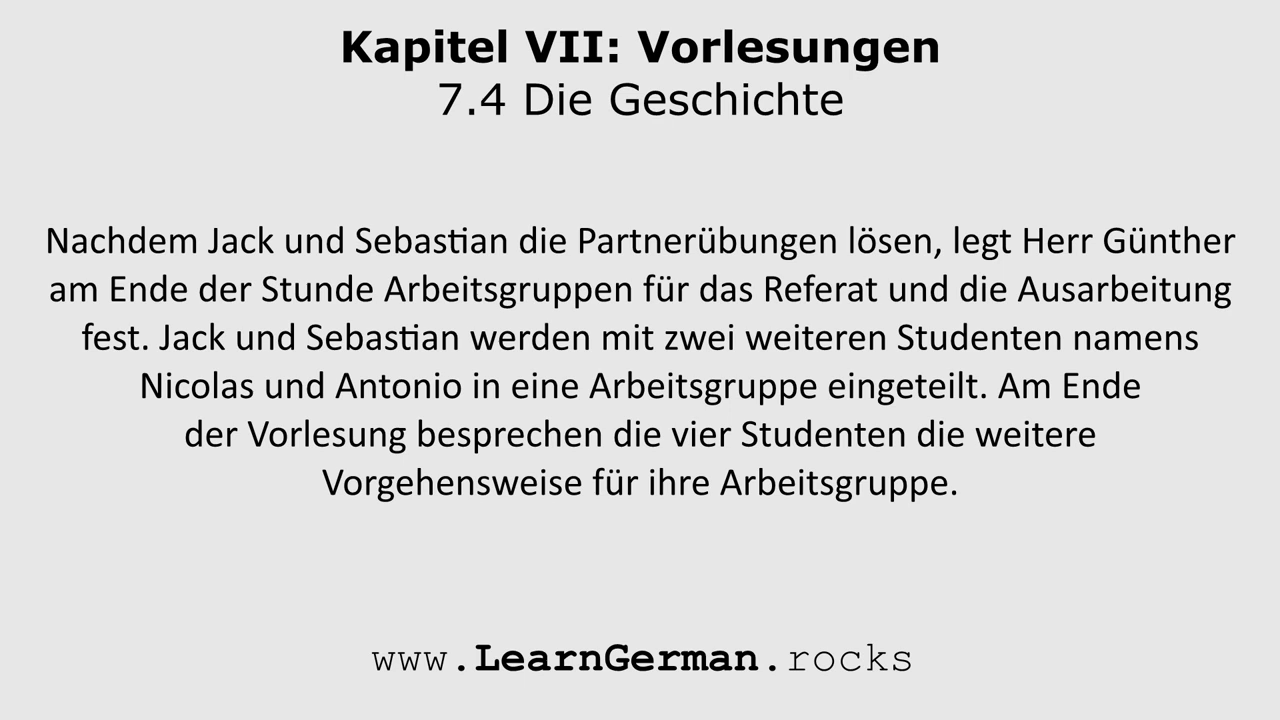 Kapitel VII: Vorlesungen
7.4 Die Geschichte
Nachdem Jack und Sebastian die Partnerübungen lösen, legt Herr Günther
am Ende der Stunde Arbeitsgruppen für das Referat und die Ausarbeitung
fest. Jack und Sebastian werden mit zwei weiteren Studenten namens
Nicolas und Antonio in eine Arbeitsgruppe eingeteilt. Am Ende
der Vorlesung besprechen die vier Studenten die weitere
Vorgehensweise für ihre Arbeitsgruppe.
www.LearnGerman.rocks